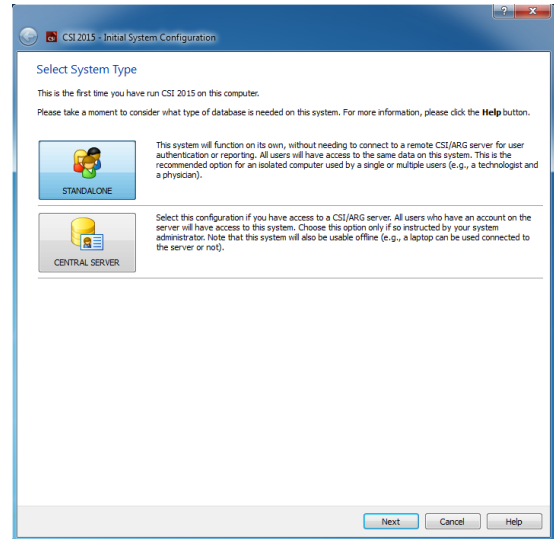 CSI 2015 - Initial System Configuration
Select System Type
This is the first time you have run CSI 2015 on this computer.
Please take a moment to consider what type of database is needed on this system. For more information, please click the Help button.
STANDALONE
This system will function on its own, without needing to connect to a remote CSI/ARG server for user
authentication or reporting. All users will have access to the same data on this system. This is the
recommended option for an isolated computer used by a single or multiple users (e.g., a technologist and
a physician).
CENTRAL SERVER
Select this configuration if you have access to a CSI/ARG server. All users who have an account on the
server will have access to this system. Choose this option only if so instructed by your system
administrator. Note that this system will also be usable offline (e.g., a laptop can be used connected to
the server or not).
Next Cancel Help